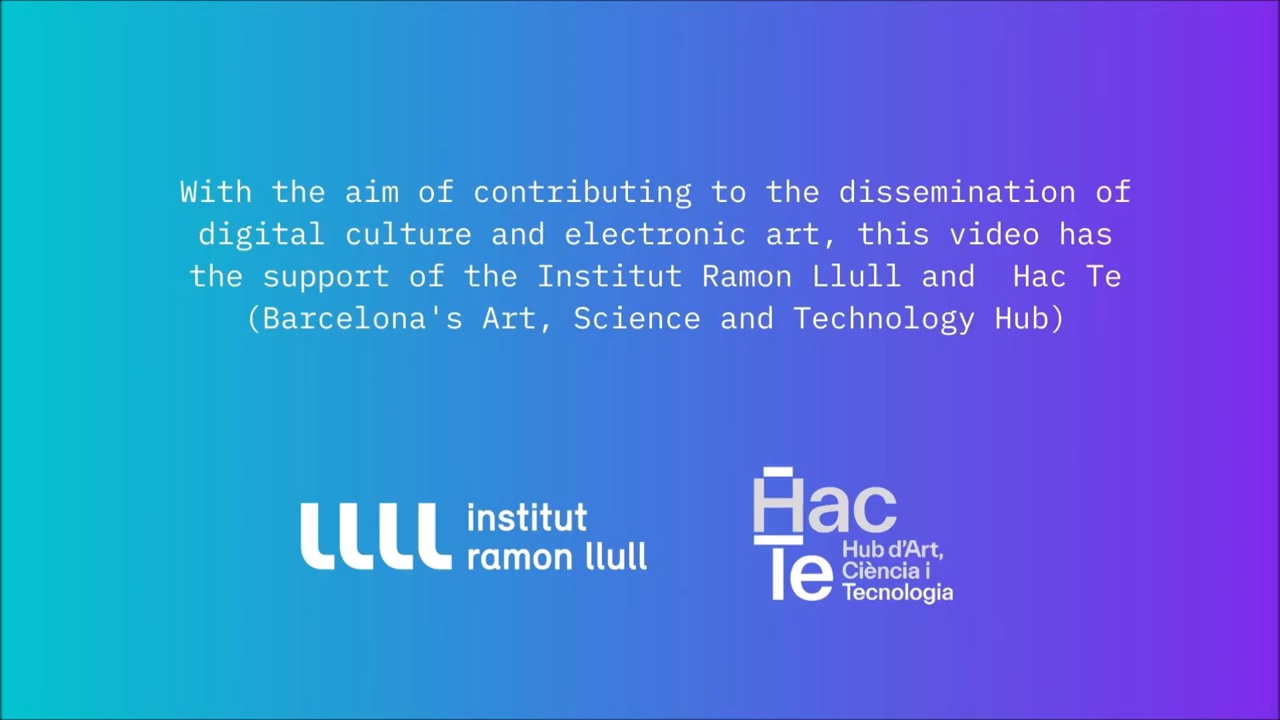 With the aim of contributing to the dissemination of
digital culture and electronic art, this video has
the support of the Institut Ramon Llull and  Hac Te
(Barcelona's Art, Science and Technology Hub)
institut
ramon llull
Hac
Te
Hub d'Art,
Ciència i
Tecnologia